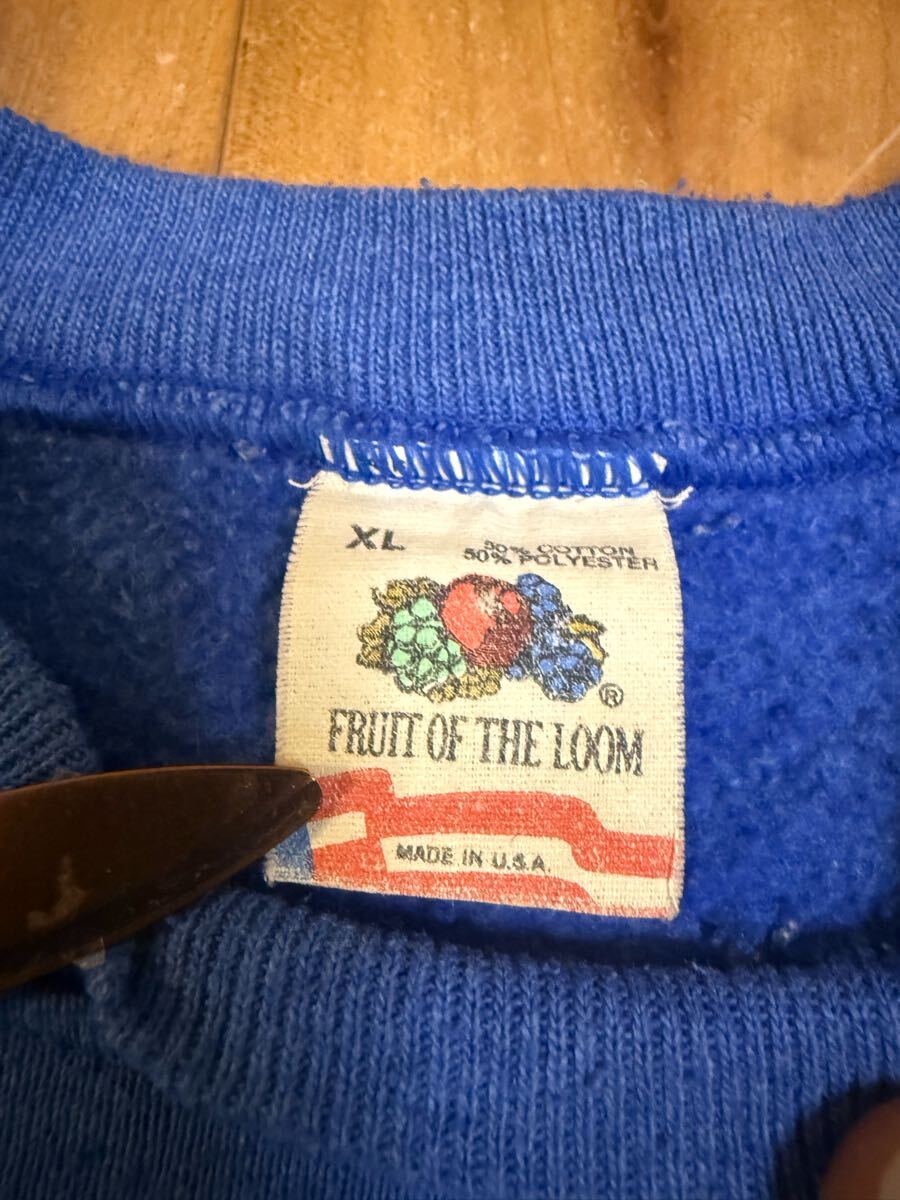 XL
50% COTTON
50% POLYESTER
®
FRUIT OF THE LOOM
MADE IN U.S.A.